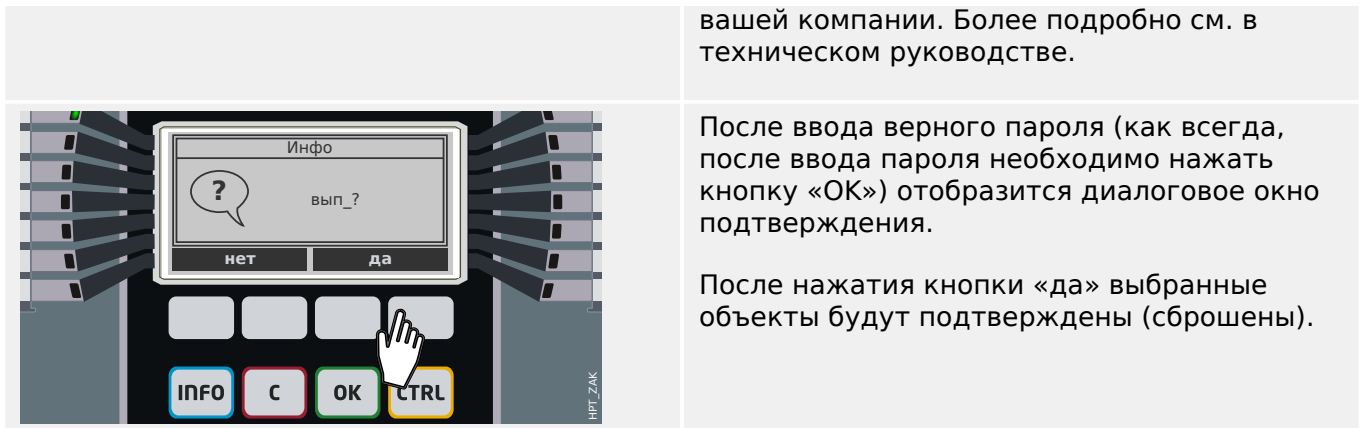 вашей компании. Более подробно см. в
техническом руководстве.
Инфо
?
вып_?
нет
да
INFO
C
OK
CTRL
HPT_ZAK
После ввода верного пароля (как всегда,
после ввода пароля необходимо нажать
кнопку «ОК») отобразится диалоговое окно
подтверждения.
После нажатия кнопки «да» выбранные
объекты будут подтверждены (сброшены).